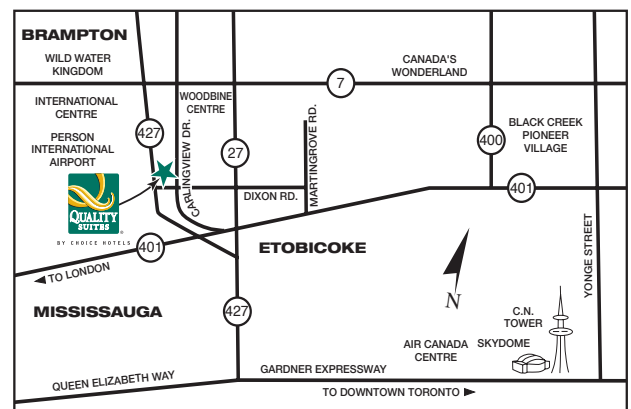 BRAMPTON
WILD WATER
KINGDOM
CANADA'S
WONDERLAND
7
INTERNATIONAL
CENTRE
WOODBINE
CENTRE
PERSON
INTERNATIONAL
AIRPORT
427
CARLINGVIEW DR.
27
MARTINGROVE RD.
400
BLACK CREEK
PIONEER
VILLAGE
401
DIXON RD.
QUALITY
SUITES
BY CHOICE HOTELS
401
TO LONDON
ETOBICOKE
YONGE STREET
N
MISSISSAUGA
427
C.N.
TOWER
AIR CANADA
CENTRE
SKYDOME
QUEEN ELIZABETH WAY
GARDNER EXPRESSWAY
TO DOWNTOWN TORONTO